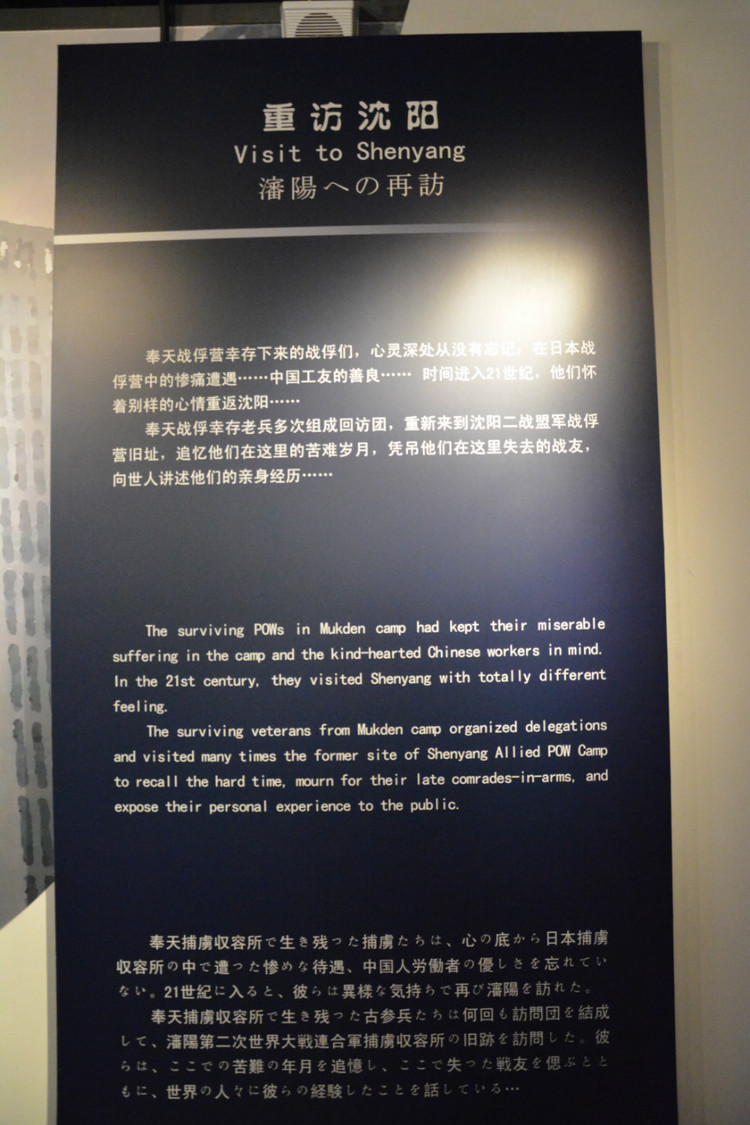 重访沈阳
Visit to Shenyang
瀋陽への再訪
奉天战俘营幸存下来的战俘们，心灵深处从没有忘记，在日本战
俘营中的惨痛遭遇……中国工友的善良…… 时间进入21世纪，他们怀
着别样的心情重返沈阳……
奉天战俘幸存老兵多次组成回访团，重新来到沈阳二战盟军战俘
营旧址，追忆他们在这里的苦难岁月，凭吊他们在这里失去的战友，
向世人讲述他们的亲身经历……
The surviving POWs in Mukden camp had kept their miserable
suffering in the camp and the kind-hearted Chinese workers in mind.
In the 21st century, they visited Shenyang with totally different
feeling.
The surviving veterans from Mukden camp organized delegations
and visited many times the former site of Shenyang Allied POW Camp
to recall the hard time, mourn for their late comrades-in-arms, and
expose their personal experience to the public.
奉天捕虜収容所で生き残つた捕虜たちは、心の底から日本捕虜
収容所の中で遭つた惨めな待遇、中国人労働者の優しさを忘れてい
ない。21世紀に入ると、彼らは異様な気持ちで再び瀋陽を訪れた。
奉天捕虜収容所で生き残つた古参兵たちは何回も訪問団を結成
して、瀋陽第二次世界大戦連合軍捕虜収容所の旧跡を訪問した。彼
らは、ここでの苦難の年月を追憶し、ここで失つた戦友を偲ぶとと
もに、世界の人々に彼らの経験したことを話している…